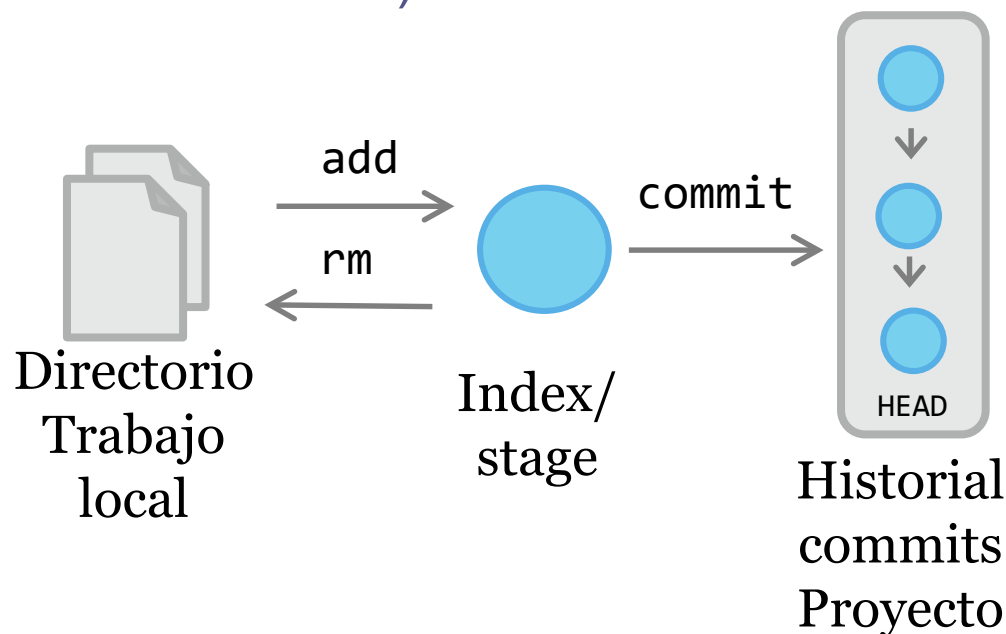 add
rm
commit
HEAD
Directorio
Trabajo
local
Index/
stage
Historial
commits
Proyecto